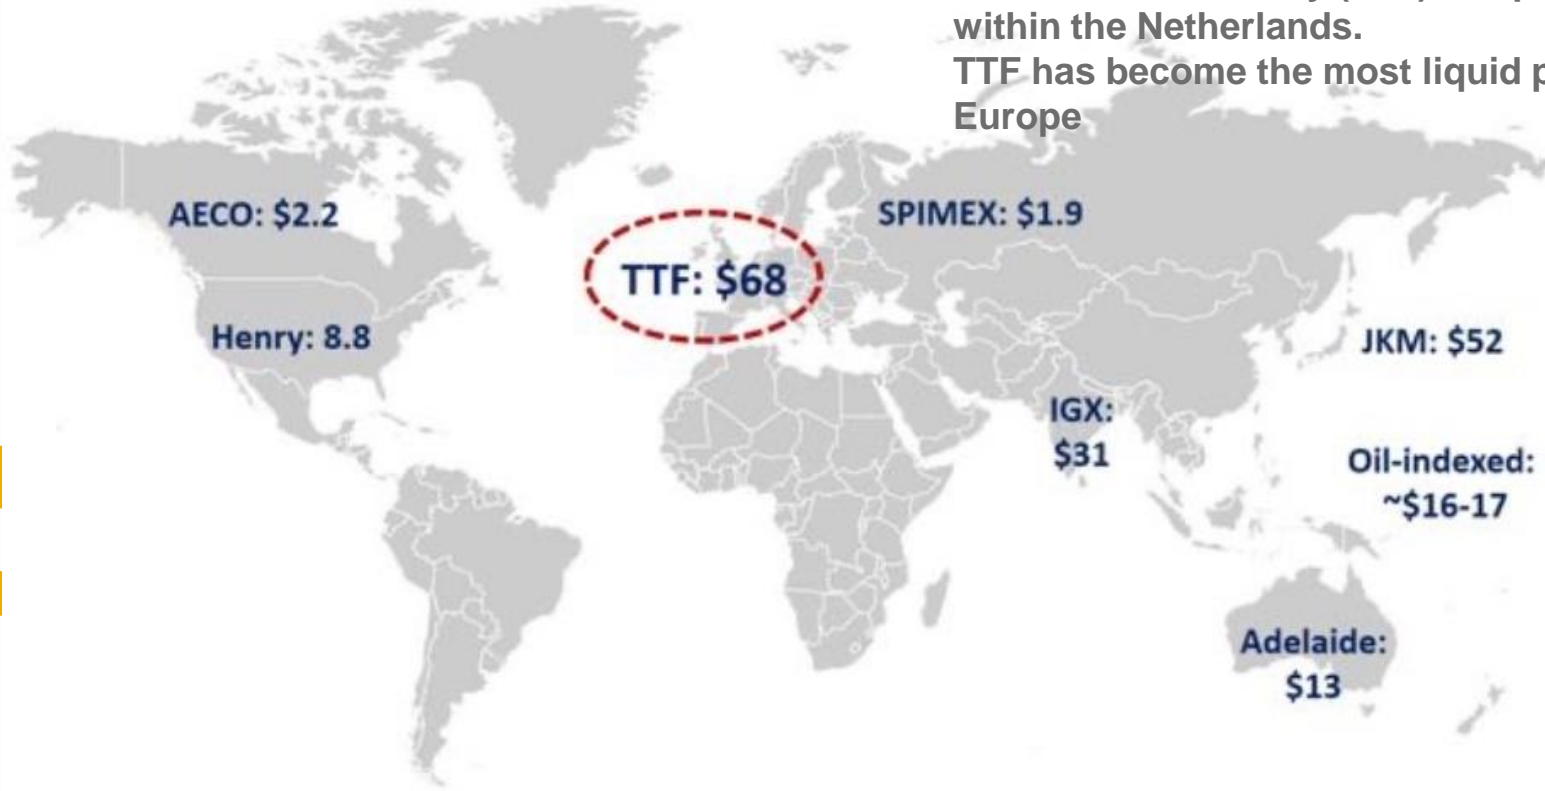 within the Netherlands.
TTF has become the most liquid
Europe
AECO: $2.2
SPIMEX: $1.9
TTF: $68
Henry: 8.8
JKM: $52
IGX:
$31
Oil-indexed:
~$16-17
Adelaide:
$13